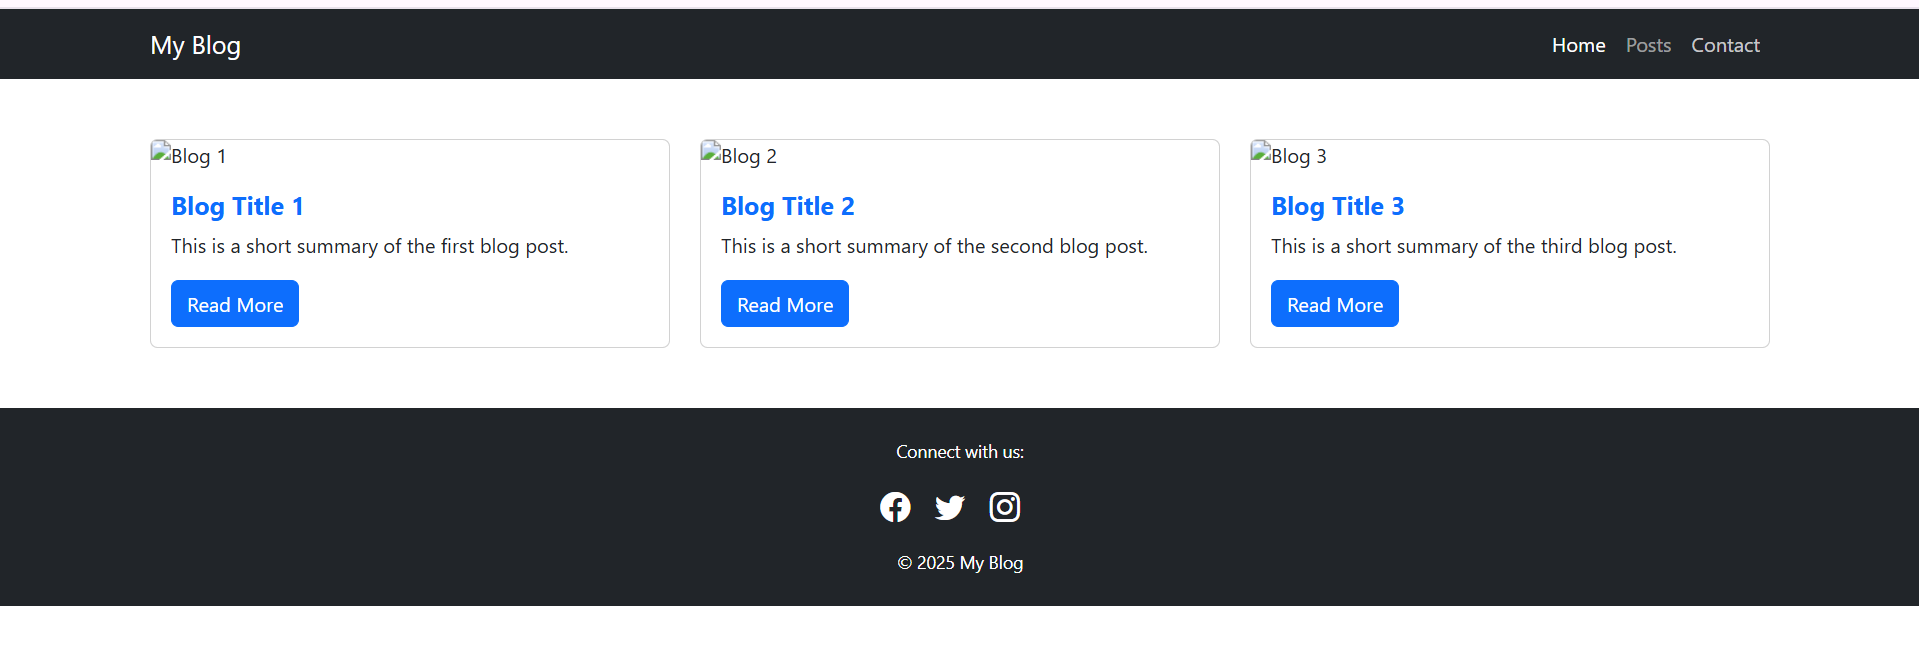 My Blog
Home Posts Contact
Blog 1
Blog Title 1
This is a short summary of the first blog post.
Read More
Blog 2
Blog Title 2
This is a short summary of the second blog post.
Read More
Blog 3
Blog Title 3
This is a short summary of the third blog post.
Read More
Connect with us:
© 2025 My Blog